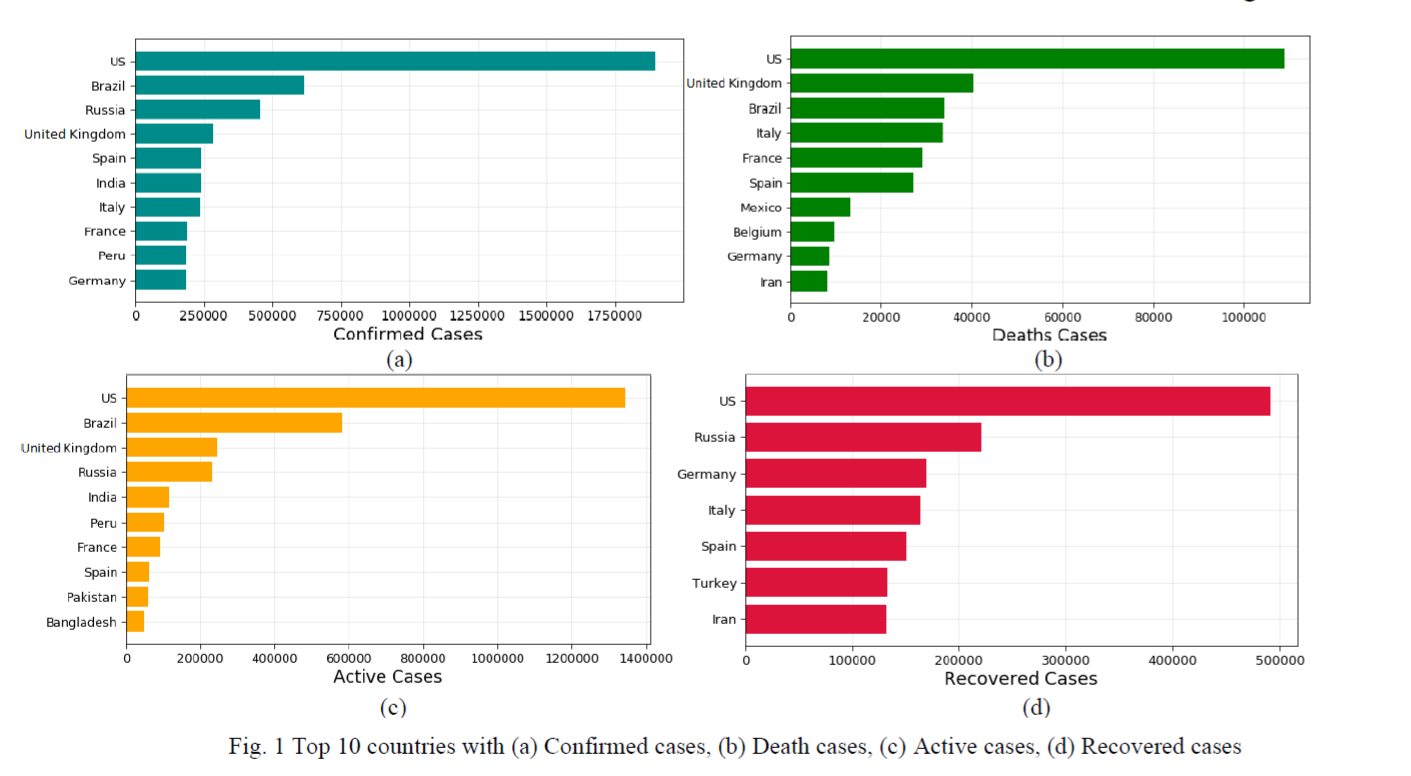 US
Brazil
Russia
United Kingdom
Spain
India
Italy
France
Peru
Germany
0 250000 500000 750000 1000000 1250000 1500000 1750000
Confirmed Cases
(a)
US
United Kingdom
Brazil
Italy
France
Spain
Mexico
Belgium
Germany
Iran
0 20000 40000 60000 80000 100000
Deaths Cases
(b)
US
Brazil
United Kingdom
Russia
India
Peru
France
Spain
Pakistan
Bangladesh
0 200000 400000 600000 800000 1000000 1200000 1400000
Active Cases
(c)
US
Russia
Germany
Italy
Spain
Turkey
Iran
0 100000 200000 300000 400000 500000
Recovered Cases
(d)
Fig. 1 Top 10 countries with (a) Confirmed cases, (b) Death cases, (c) Active cases, (d) Recovered cases